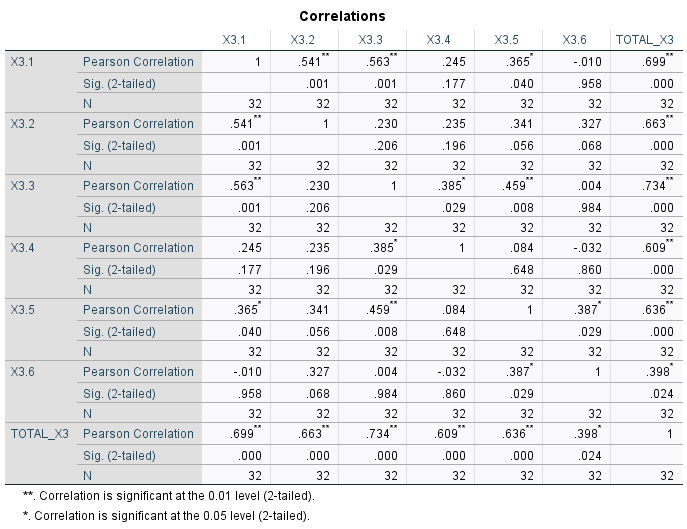 Correlations
X3.1 X3.2 X3.3 X3.4 X3.5 X3.6 TOTAL_X3
X3.1 Pearson Correlation 1 .541** .563** .245 .365* -.010 .699**
Sig. (2-tailed) .001 .001 .177 .040 .958 .000
N 32 32 32 32 32 32 32
X3.2 Pearson Correlation .541** 1 .230 .235 .341 .327 .663**
Sig. (2-tailed) .001 .206 .196 .056 .068 .000
N 32 32 32 32 32 32 32
X3.3 Pearson Correlation .563** .230 1 .385* .459** .004 .734**
Sig. (2-tailed) .001 .206 .029 .008 .984 .000
N 32 32 32 32 32 32 32
X3.4 Pearson Correlation .245 .235 .385* 1 .084 -.032 .609**
Sig. (2-tailed) .177 .196 .029 .648 .860 .000
N 32 32 32 32 32 32 32
X3.5 Pearson Correlation .365* .341 .459** .084 1 .387* .636**
Sig. (2-tailed) .040 .056 .008 .648 .029 .000
N 32 32 32 32 32 32 32
X3.6 Pearson Correlation -.010 .327 .004 -.032 .387* 1 .398*
Sig. (2-tailed) .958 .068 .984 .860 .029 .024
N 32 32 32 32 32 32 32
TOTAL_X3 Pearson Correlation .699** .663** .734** .609** .636** .398* 1
Sig. (2-tailed) .000 .000 .000 .000 .000 .024
N 32 32 32 32 32 32 32
**. Correlation is significant at the 0.01 level (2-tailed).
*. Correlation is significant at the 0.05 level (2-tailed).